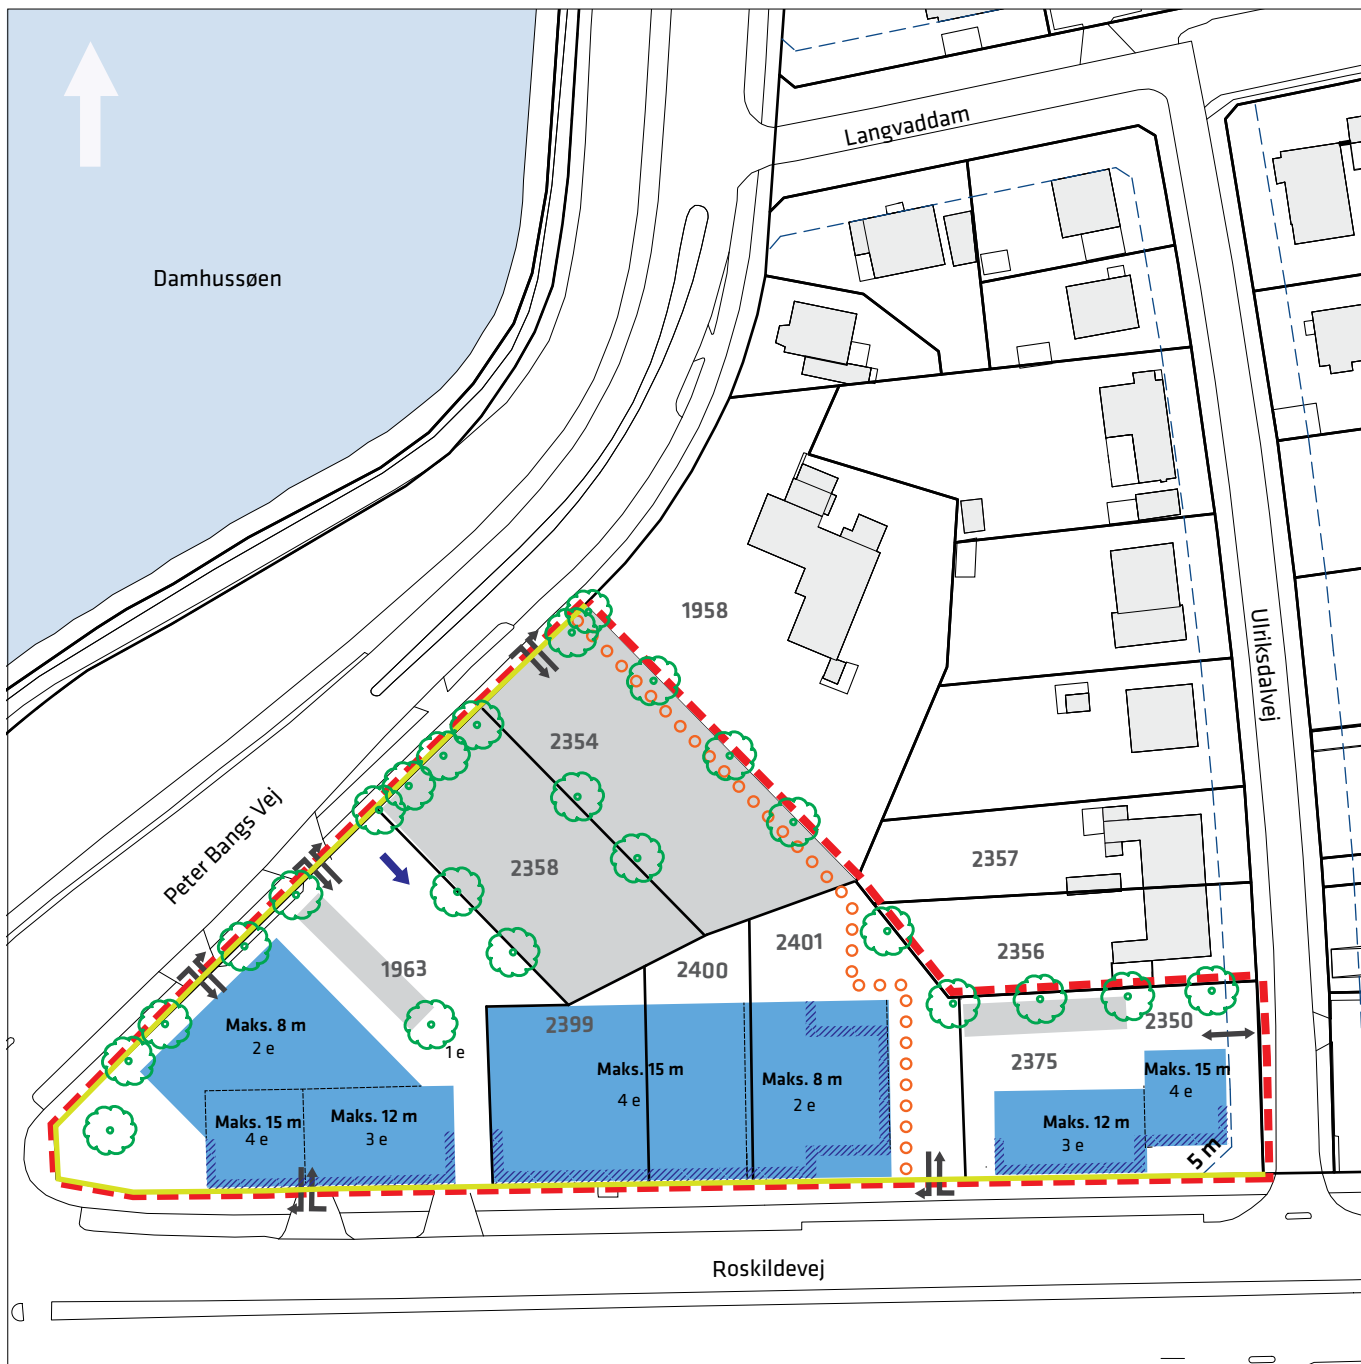 Langvaddam
Damhussøen
1958
Ulriksdalvej
2354
Peter Bangs Vej
2358
2357
2401
2356
2400
1963
2399
2350
Maks. 8 m
2 e
1 e
2375
Maks. 15 m
4 e
Maks. 8 m
2 e
Maks. 15 m
4 e
Maks. 15 m
4 e
Maks. 12 m
3 e
Maks. 12 m
3 e
5 m
Roskildevej